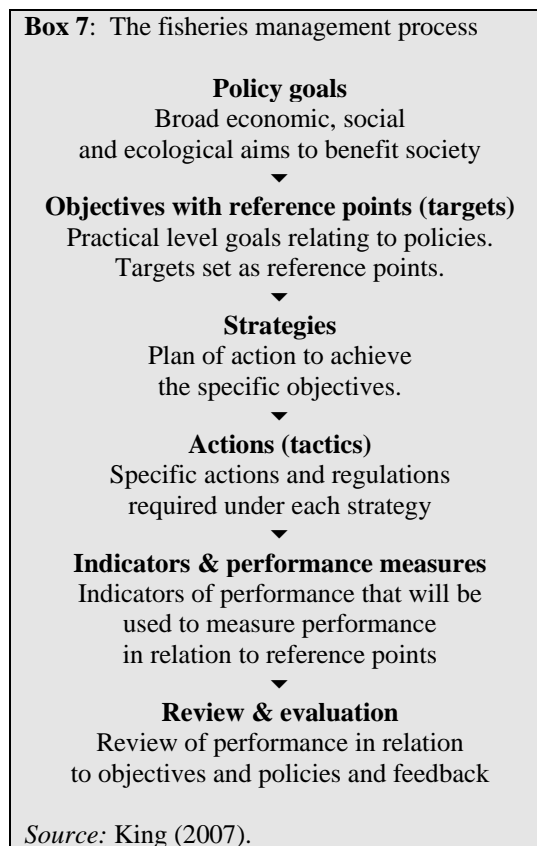 Box 7:  The fisheries management process
Policy goals
Broad economic, social
and ecological aims to benefit society
Objectives with reference points (targets)
Practical level goals relating to policies.
Targets set as reference points.
Strategies
Plan of action to achieve
the specific objectives.
Actions (tactics)
Specific actions and regulations
required under each strategy
Indicators & performance measures
Indicators of performance that will be
used to measure performance
in relation to reference points
Review & evaluation
Review of performance in relation
to objectives and policies and feedback
Source: King (2007).